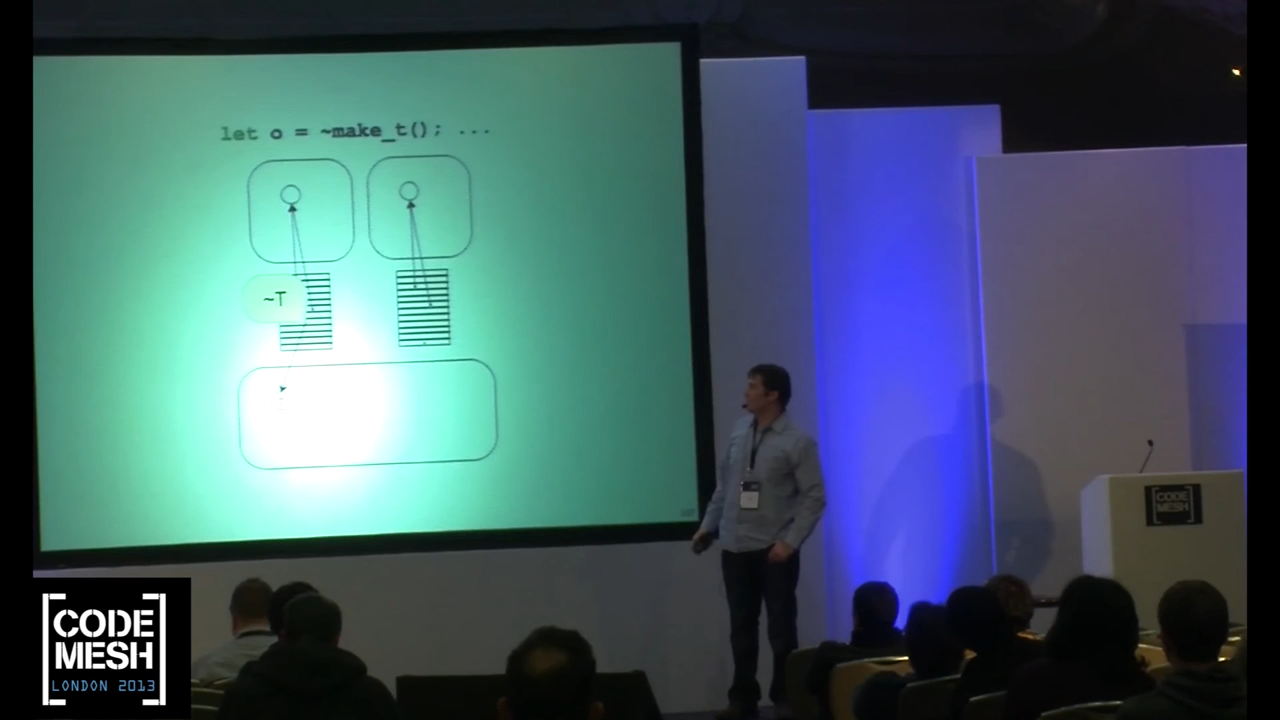 let o = ~make_t(); ...
~T
CODE
MESH
[CODE
MESH]
LONDON 2013